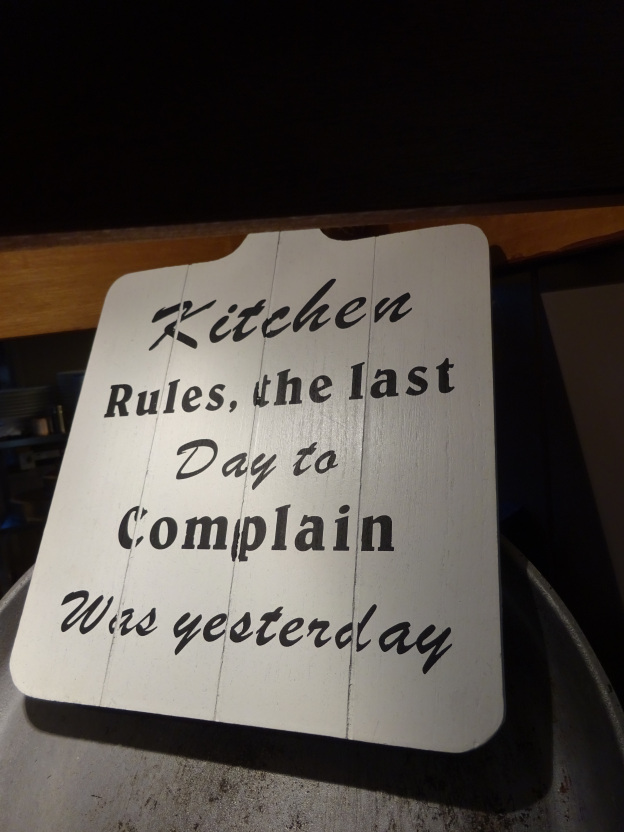 Kitchen
Rules, the last
Day to
Complain
Was yesterday